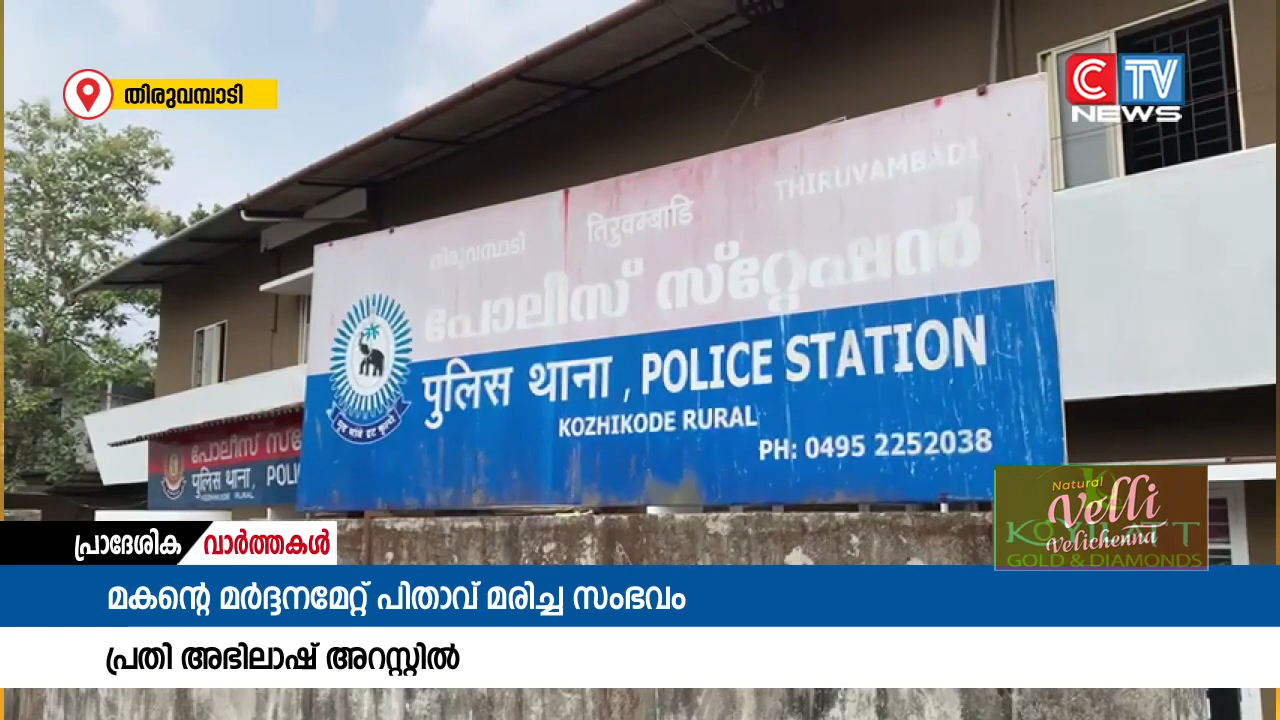 തിരുവമ്പാടി
CTV
NEWS
THIRUVAMBADI
तिरुवम्बाडि
തിരുവമ്പാടി
പോലീസ് സ്റ്റേഷൻ
पुलिस थाना , POLICE STATION
KOZHIKODE RURAL
PH: 0495 2252038
പോലീസ്
पुलिस थाना,
KOZHIKODE RURAL
Natural
Velli
Velichenna
GOLD & DIAMONDS
പ്രാദേശിക വാർത്തകൾ
മകന്റെ മർദ്ദനമേറ്റ് പിതാവ് മരിച്ച സംഭവം
പ്രതി അഭിലാഷ് അറസ്റ്റിൽ